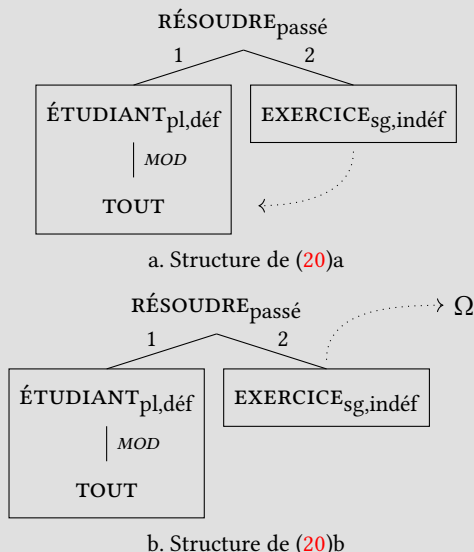 RÉSOUDREpassé
1 2
ÉTUDIANTpl,déf EXERCICEsg,indéf
MOD
TOUT
a. Structure de (20)a
RÉSOUDREpassé Ω
1 2
ÉTUDIANTpl,déf EXERCICEsg,indéf
MOD
TOUT
b. Structure de (20)b